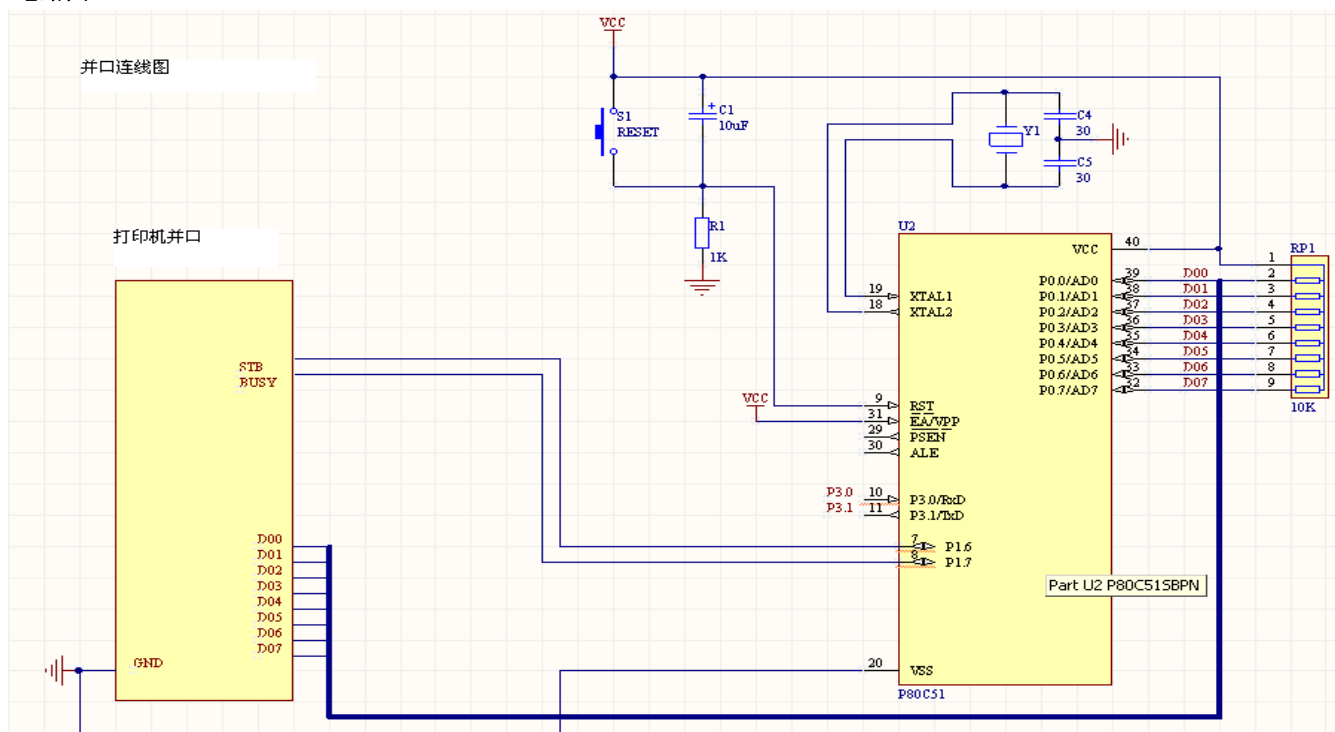 并口连线图
VCC
S1
RESET
C1
10uF
R1
1K
Y1
C4
30
C5
30
打印机并口
STB
BUSY
D00
D01
D02
D03
D04
D05
D06
D07
GND
VCC
U2
VCC
40
19
XTAL1
18
XTAL2
9
RST
31
EA/VPP
29
PSEN
30
ALE
P3.0
10
P3.0/RxD
P3.1
11
P3.1/TxD
7
P1.6
8
P1.7
20
VSS
P80C51
Part U2 P80C51SBPN
P0.0/AD0
39
D00
P0.1/AD1
38
D01
P0.2/AD2
37
D02
P0.3/AD3
36
D03
P0.4/AD4
35
D04
P0.5/AD5
34
D05
P0.6/AD6
33
D06
P0.7/AD7
32
D07
RP1
1
2
3
4
5
6
7
8
9
10K